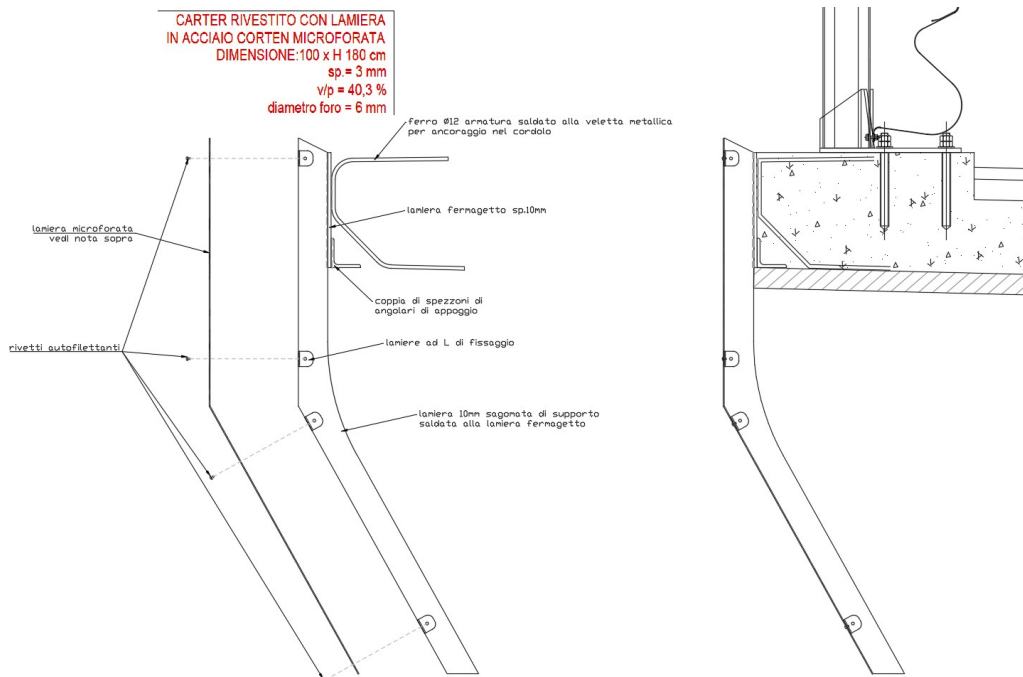 CARTER RIVESTITO CON LAMIERA
IN ACCIAIO CORTEN MICROFORATA
DIMENSIONE:100 x H 180 cm
sp.= 3 mm
v/p = 40,3 %
diametro foro = 6 mm
ferro Ø12 armatura saldato alla veletta metallica
per ancoraggio nel cordolo
lamiera fermagetto sp.10mm
lamiera microforata
vedi nota sopra
coppia di spezzoni di
angolari di appoggio
rivetti autofilettanti
lamiere ad L di fissaggio
lamiera 10mm sagomata di supporto
saldata alla lamiera fermagetto